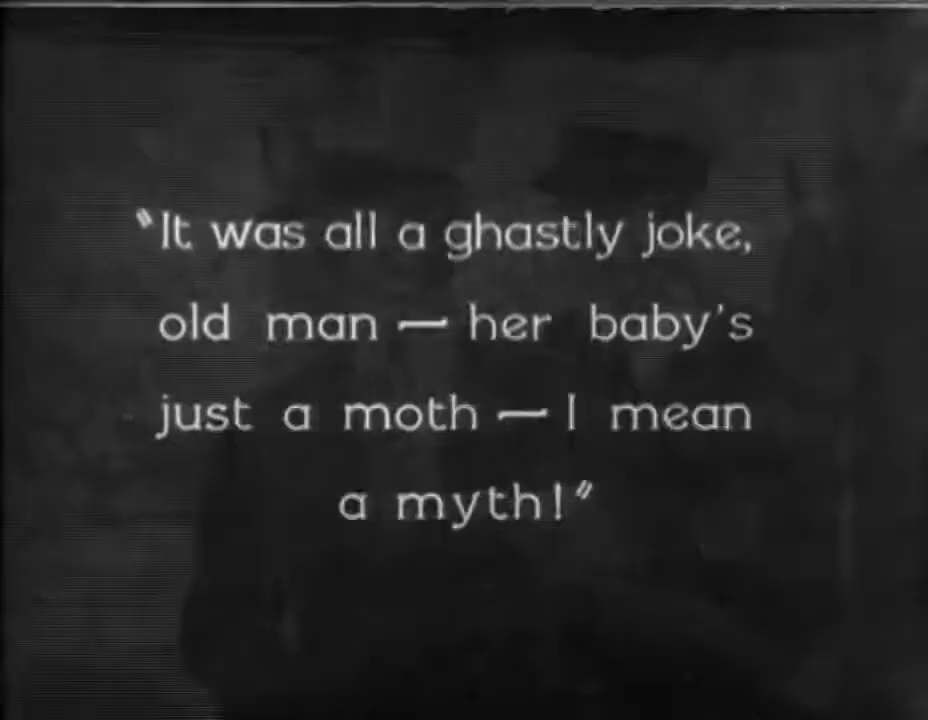 "It was all a ghastly joke,
old man — her baby's
just a moth — I mean
a myth!"